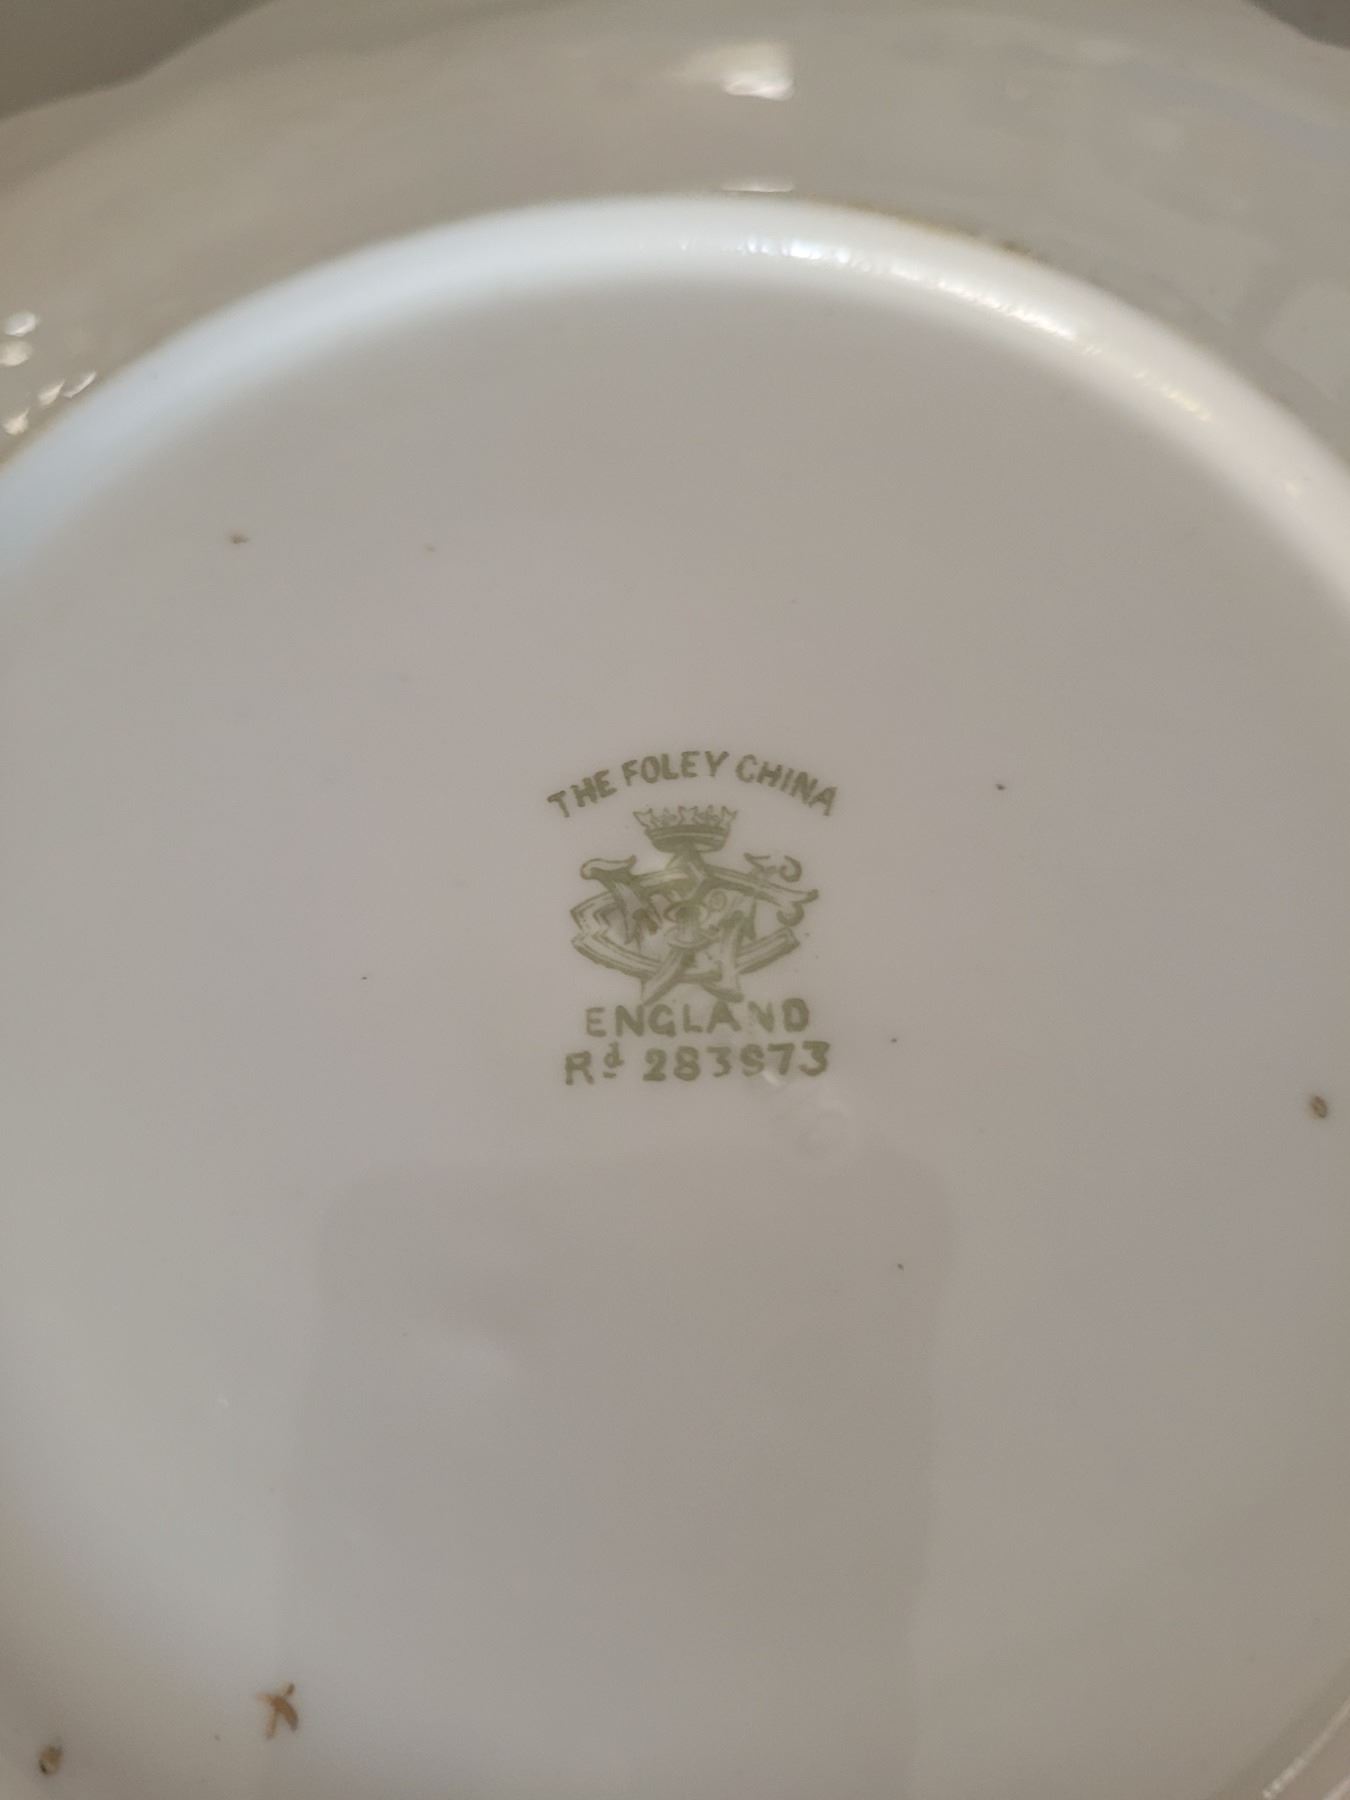 THE FOLEY CHINA
ENGLAND
Rd 283973